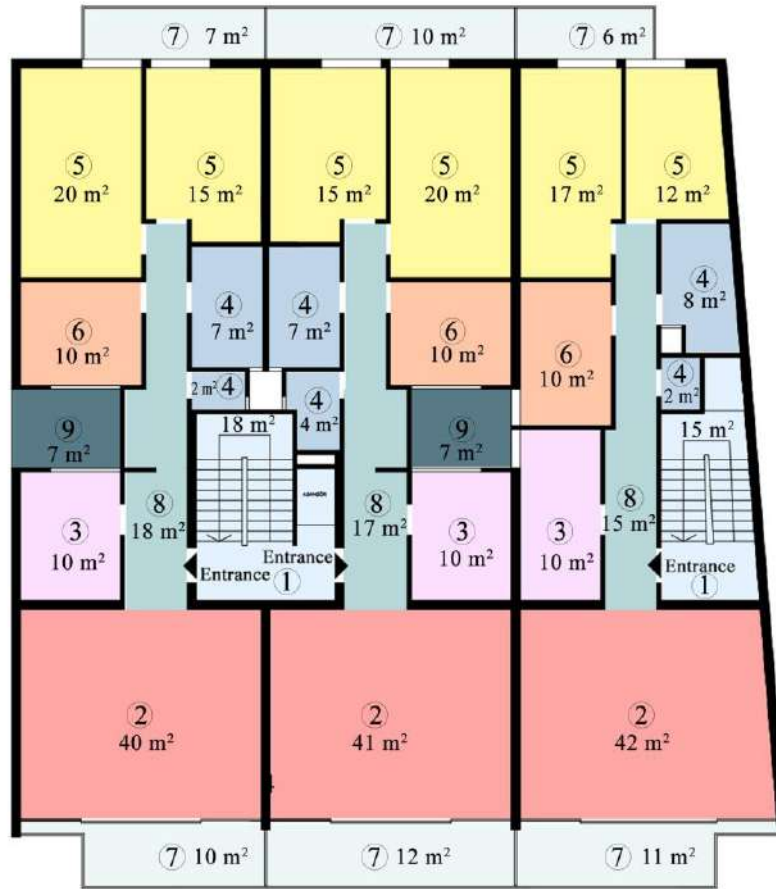 ⑦ 7 m² ⑦ 10 m² ⑦ 6 m²
⑤ ⑤ ⑤ ⑤ ⑤ ⑤
20 m² 15 m² 15 m² 20 m² 17 m² 12 m²
④ ④ ④
7 m² 7 m² 8 m²
⑥ ⑥ ⑥
10 m² 10 m² 10 m²
2 m² ④ ④ ④
4 m² 2 m²
⑨ 18 m² ⑨ 15 m²
7 m² 7 m²
③ ⑧ ⑧ ③ ③ ⑧
10 m² 18 m² 17 m² 10 m² 10 m² 15 m²
Entrance Entrance Entrance
① ①
② ② ②
40 m² 41 m² 42 m²
⑦ 10 m² ⑦ 12 m² ⑦ 11 m²